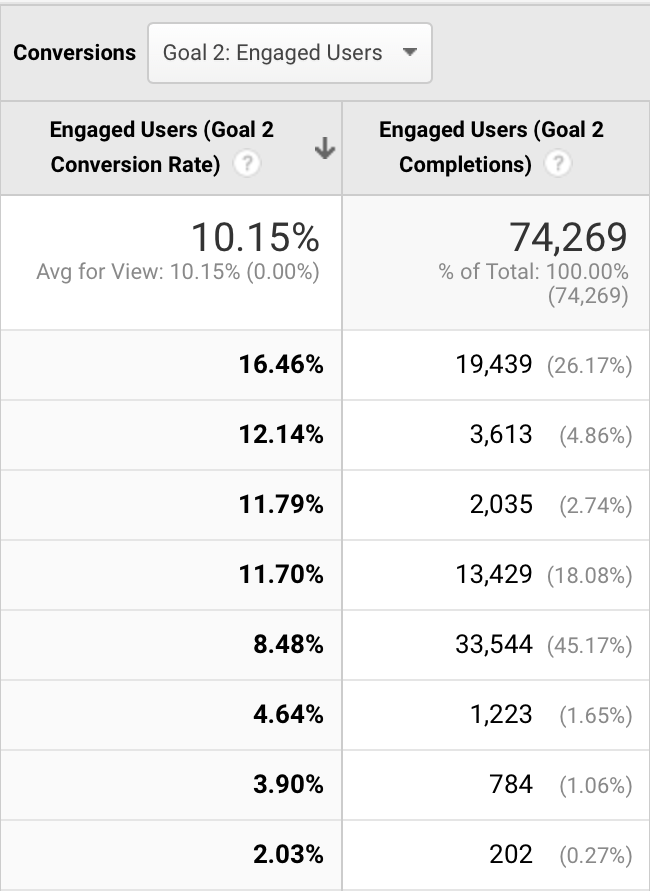 Conversions Goal 2: Engaged Users
Engaged Users (Goal 2 Conversion Rate) ? Engaged Users (Goal 2 Completions) ?
10.15% 74,269
Avg for View: 10.15% (0.00%) % of Total: 100.00% (74,269)
16.46% 19,439 (26.17%)
12.14% 3,613 (4.86%)
11.79% 2,035 (2.74%)
11.70% 13,429 (18.08%)
8.48% 33,544 (45.17%)
4.64% 1,223 (1.65%)
3.90% 784 (1.06%)
2.03% 202 (0.27%)